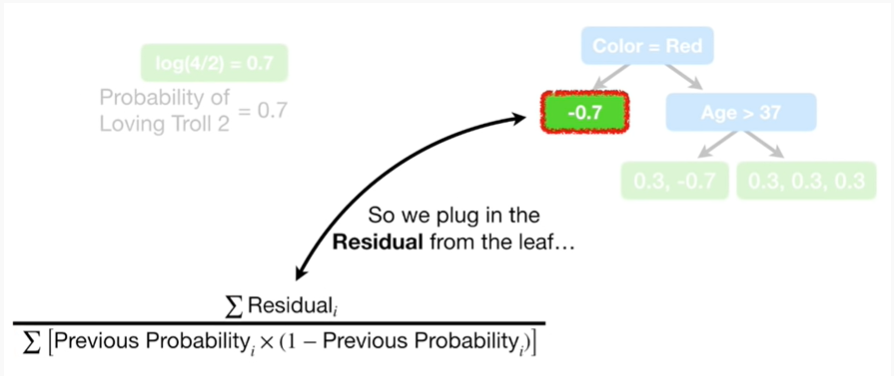 log(4/2) = 0.7
Probability of
Loving Troll 2
= 0.7
Color = Red
-0.7
Age > 37
0.3, -0.7
0.3, 0.3, 0.3
So we plug in the
Residual from the leaf…
∑ Residualᵢ
∑ [Previous Probabilityᵢ × (1 − Previous Probabilityᵢ)]